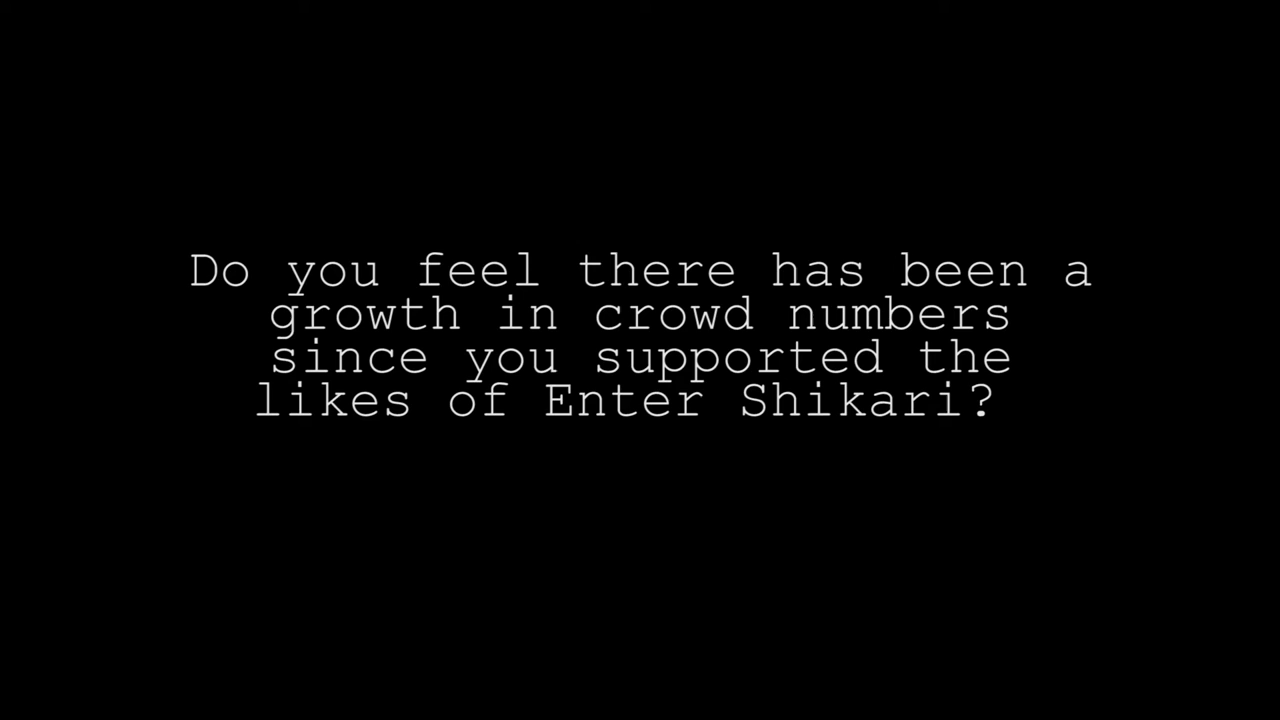 Do you feel there has been a
growth in crowd numbers
since you supported the
likes of Enter Shikari?